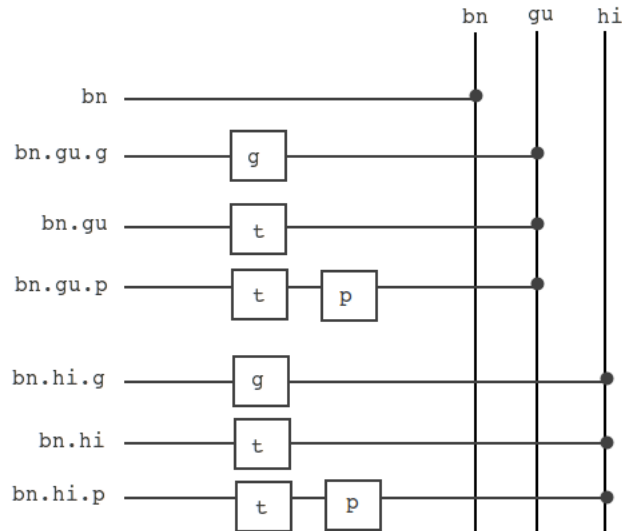 bn gu hi
bn
bn.gu.g g
bn.gu t
bn.gu.p t p
bn.hi.g g
bn.hi t
bn.hi.p t p